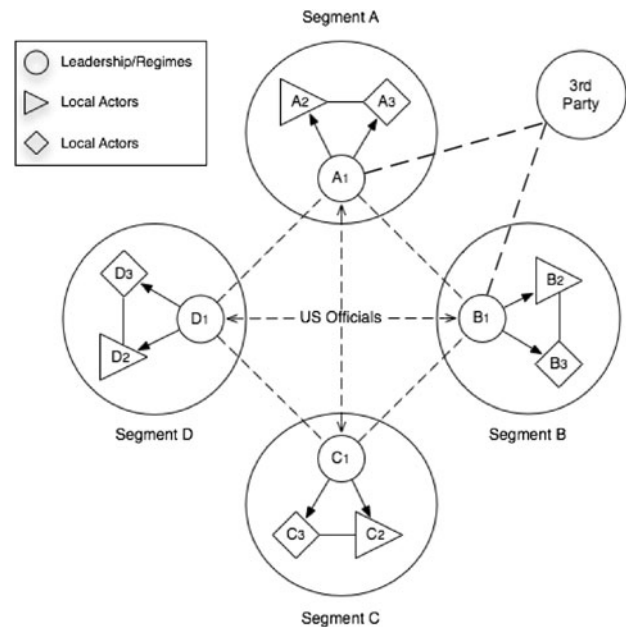 Segment A
Leadership/Regimes
Local Actors
Local Actors
3rd
Party
A2
A3
A1
D3
D1
D2
US Officials
B1
B2
B3
Segment D
Segment B
C1
C3
C2
Segment C